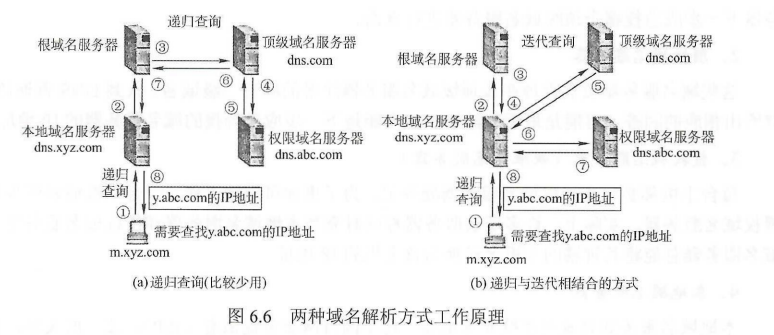 递归查询
根域名服务器
③
顶级域名服务器
dns.com
⑦
⑥
④
②
⑤
本地域名服务器
dns.xyz.com
权限域名服务器
dns.abc.com
递归
查询
⑧
y.abc.com的IP地址
①
需要查找y.abc.com的IP地址
m.xyz.com
(a) 递归查询(比较少用)
迭代查询
根域名服务器
顶级域名服务器
dns.com
③
⑤
②
④
本地域名服务器
dns.xyz.com
⑥
⑦
权限域名服务器
dns.abc.com
递归
查询
⑧
y.abc.com的IP地址
①
需要查找y.abc.com的IP地址
m.xyz.com
(b) 递归与迭代相结合的方式
图 6.6 两种域名解析方式工作原理